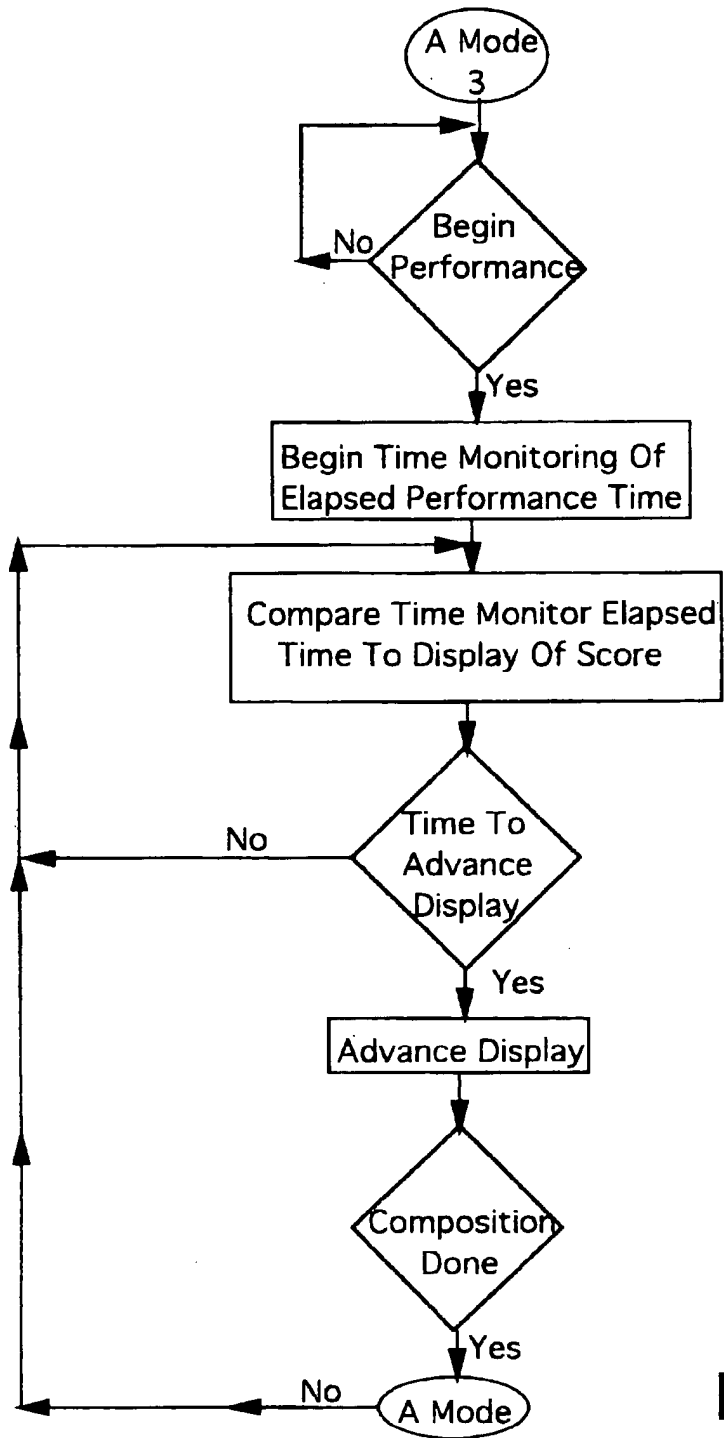 A Mode
3
Begin
Performance
No
Yes
Begin Time Monitoring Of
Elapsed Performance Time
Compare Time Monitor Elapsed
Time To Display Of Score
Time To
Advance
Display
No
Yes
Advance Display
Composition
Done
Yes
No
A Mode